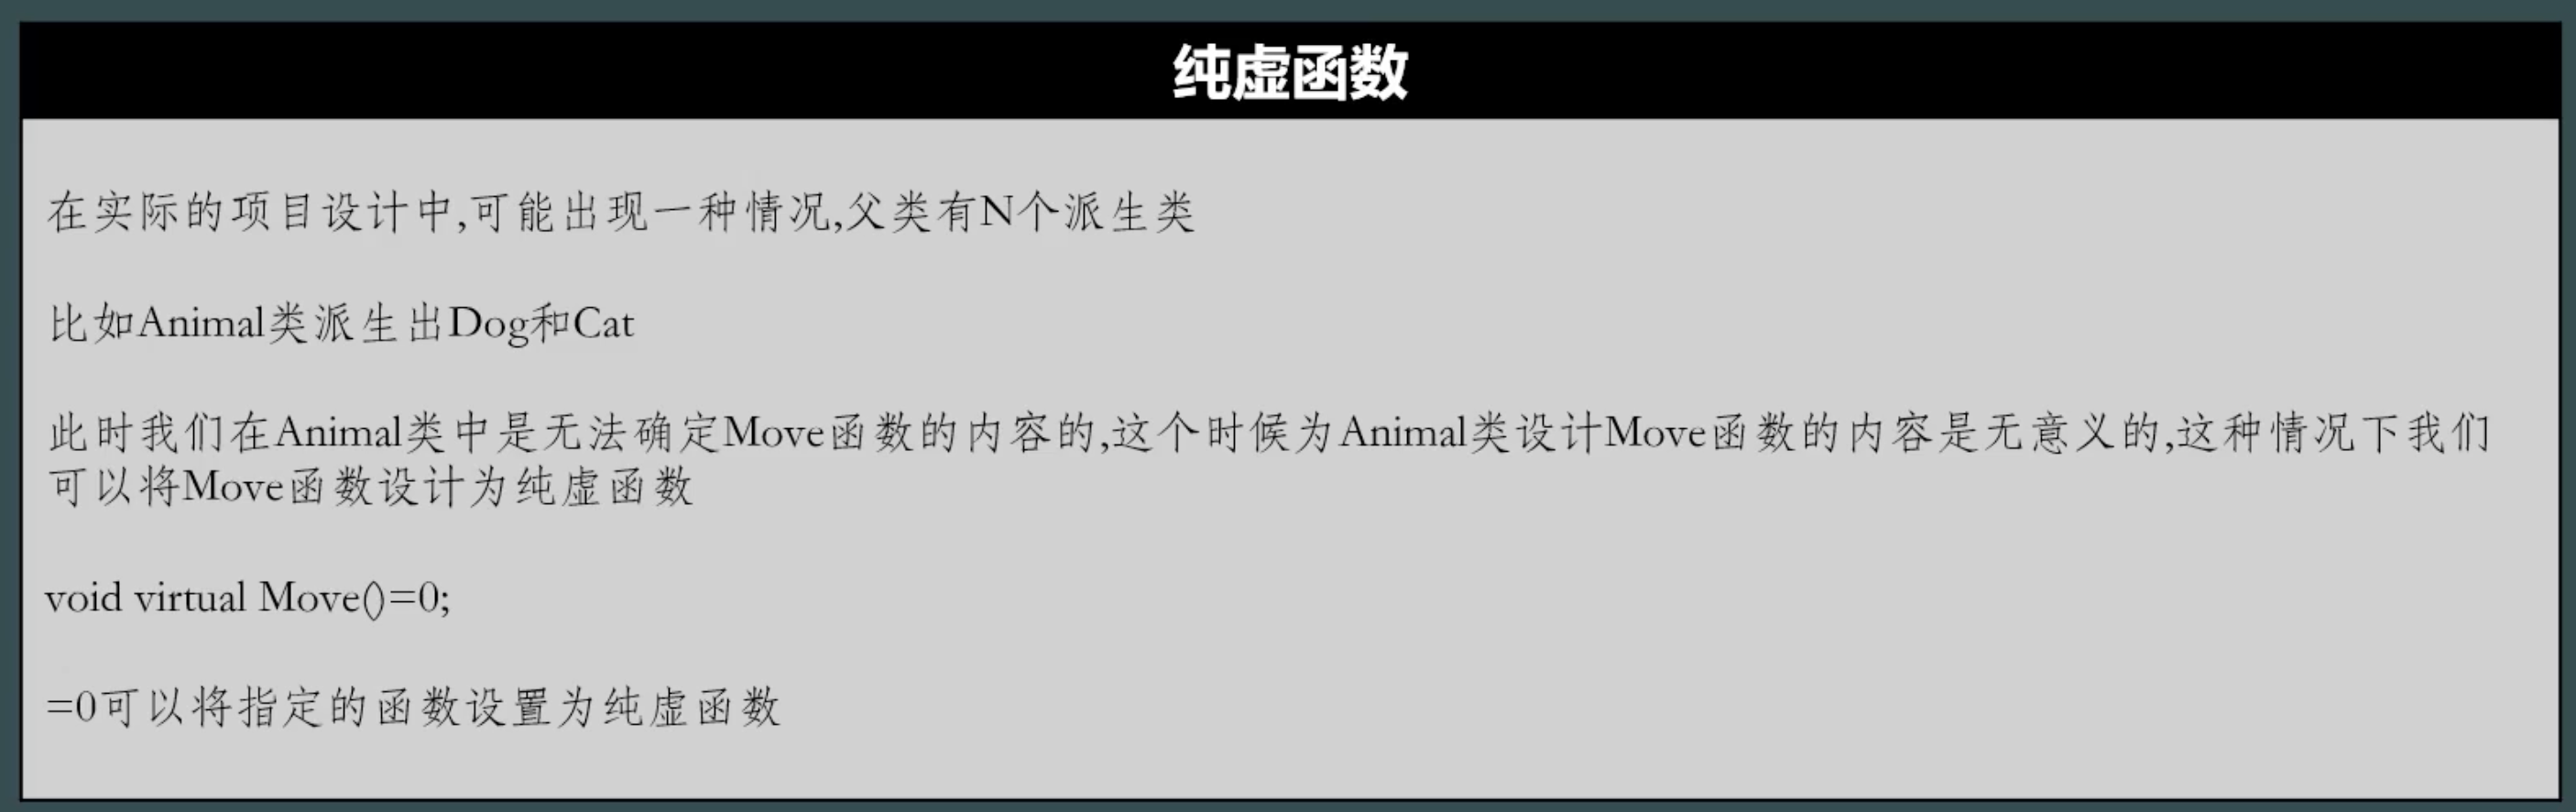 纯虚函数
在实际的项目设计中,可能出现一种情况,父类有N个派生类
比如Animal类派生出Dog和Cat
此时我们在Animal类中是无法确定Move函数的内容的,这个时候为Animal类设计Move函数的内容是无意义的,这种情况下我们
可以将Move函数设计为纯虚函数
void virtual Move()=0;
=0可以将指定的函数设置为纯虚函数